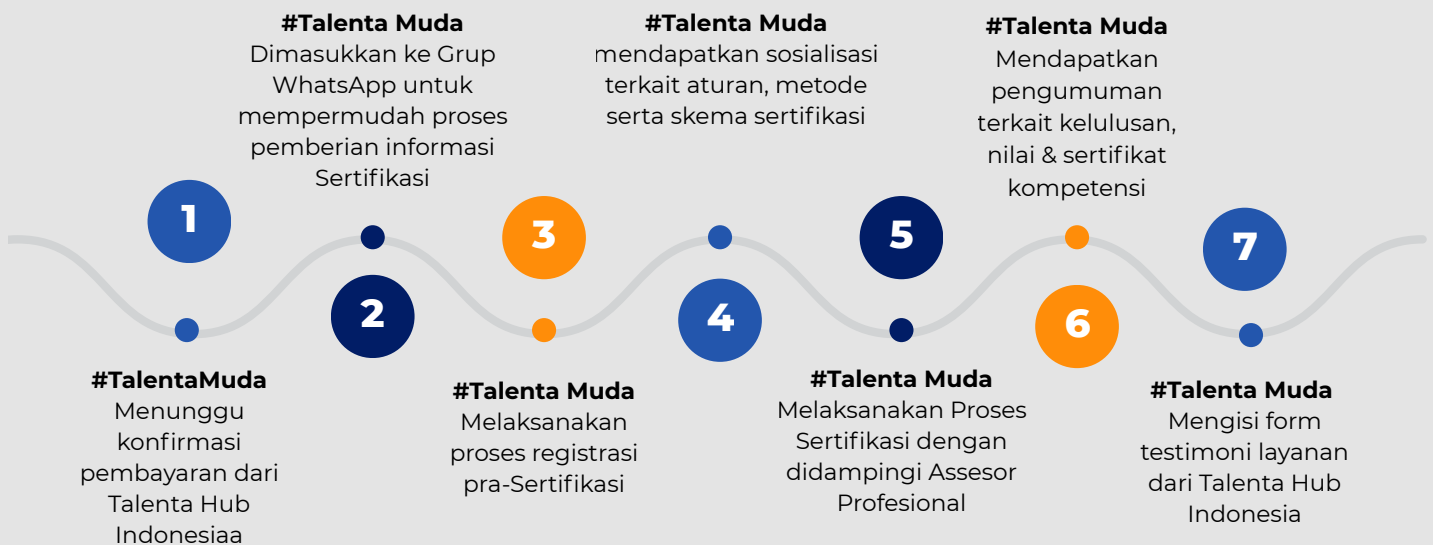 1
#TalentaMuda
Menunggu
konfirmasi
pembayaran dari
Talenta Hub
Indonesiaa
#Talenta Muda
Dimasukkan ke Grup
WhatsApp untuk
mempermudah proses
pemberian informasi
Sertifikasi
2
3
#Talenta Muda
Melaksanakan
proses registrasi
pra-Sertifikasi
#Talenta Muda
mendapatkan sosialisasi
terkait aturan, metode
serta skema sertifikasi
4
5
#Talenta Muda
Melaksanakan Proses
Sertifikasi dengan
didampingi Assesor
Profesional
#Talenta Muda
Mendapatkan
pengumuman
terkait kelulusan,
nilai & sertifikat
kompetensi
6
7
#Talenta Muda
Mengisi form
testimoni layanan
dari Talenta Hub
Indonesia